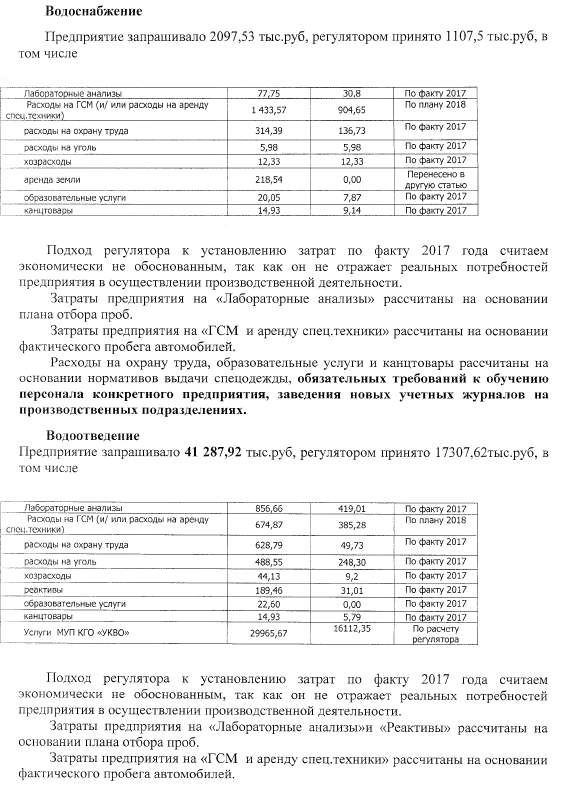 Водоснабжение
Предприятие запрашивало 2097,53 тыс.руб, регулятором принято 1107,5 тыс.руб, в
том числе
Лабораторные анализы 77,75 30.8 По факту 2017
Расходы на ГСМ (и/ или расходы на аренду спец.техники) 1 433,57 904,65 По плану 2018
расходы на охрану труда 314,39 136,73 По факту 2017
расходы на уголь 5,98 5,98 По факту 2017
хозрасходы 12,33 12,33 По факту 2017
аренда земли 218,54 0,00 Перенесено в другую статью
образовательные услуги 20,05 7,87 По факту 2017
канцтовары 14,93 9,14 По факту 2017
Подход регулятора к установлению затрат по факту 2017 года считаем
экономически не обоснованным, так как он не отражает реальных потребностей
предприятия в осуществлении производственной деятельности.
Затраты предприятия на «Лабораторные анализы» рассчитаны на основании
плана отбора проб.
Затраты предприятия на «ГСМ и аренду спец.техники» рассчитаны на основании
фактического пробега автомобилей.
Расходы на охрану труда, образовательные услуги и канцтовары рассчитаны на
основании нормативов выдачи спецодежды, обязательных требований к обучению
персонала конкретного предприятия, заведения новых учетных журналов на
производственных подразделениях.
Водоотведение
Предприятие запрашивало 41 287,92 тыс.руб, регулятором принято 17307,62тыс.руб, в
том числе
Лабораторные анализы 856,66 419,01 По факту 2017
Расходы на ГСМ (и/ или расходы на аренду спец.техники) 674,87 385,28 По плану 2018
расходы на охрану труда 628,79 49,73 По факту 2017
расходы на уголь 488,55 248,30 По факту 2017
хозрасходы 44,13 9,2 По факту 2017
реактивы 189,46 31,01 По факту 2017
образовательные услуги 22,60 0,00 По факту 2017
канцтовары 14,93 5,79 По факту 2017
Услуги МУП КГО «УКВО» 29965,67 16112,35 По расчету регулятора
Подход регулятора к установлению затрат по факту 2017 года считаем
экономически не обоснованным, так как он не отражает реальных потребностей
предприятия в осуществлении производственной деятельности.
Затраты предприятия на «Лабораторные анализы»и «Реактивы» рассчитаны на
основании плана отбора проб.
Затраты предприятия на «ГСМ и аренду спец.техники» рассчитаны на основании
фактического пробега автомобилей.